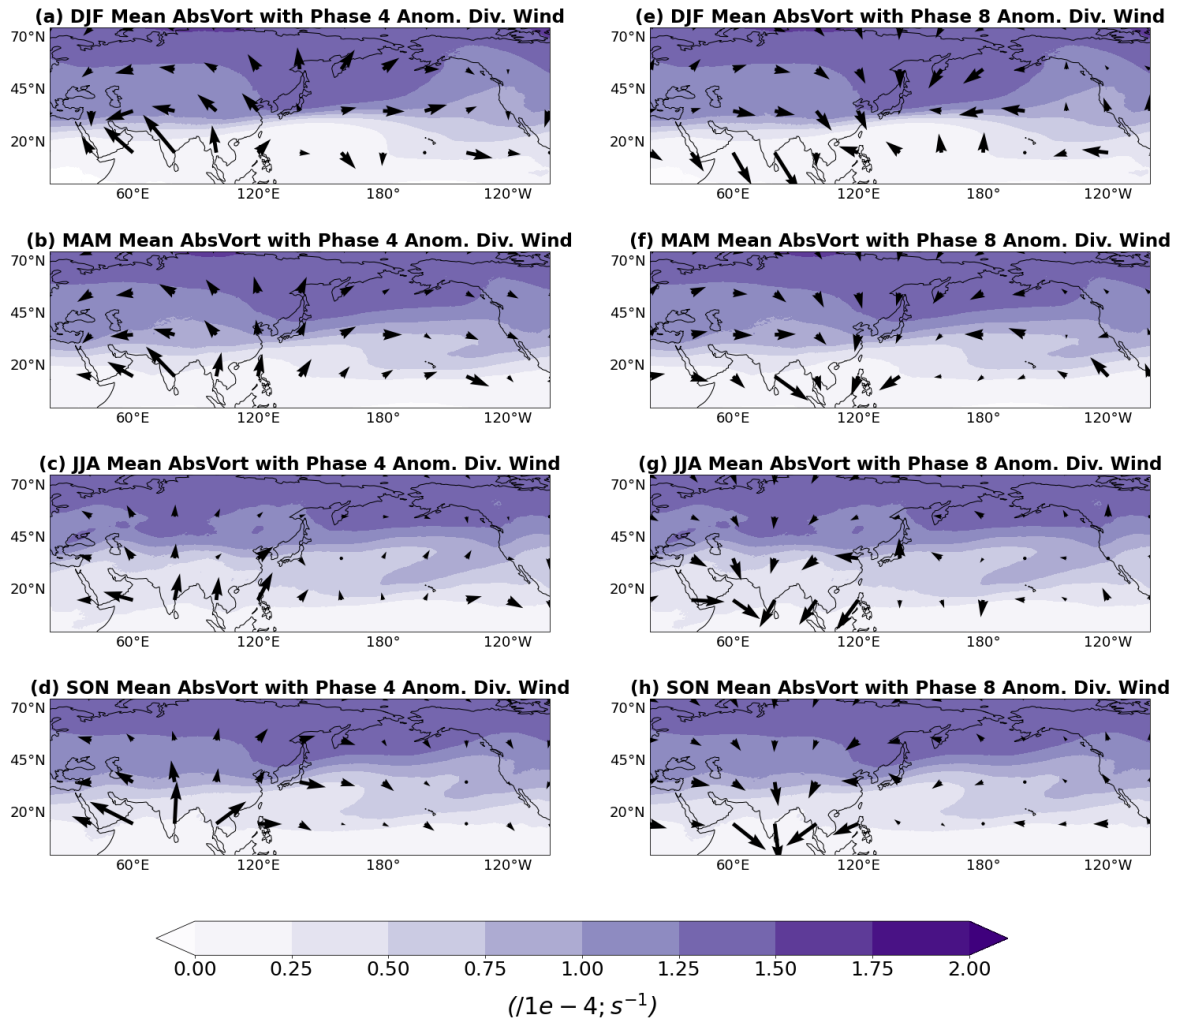 (a) DJF Mean AbsVort with Phase 4 Anom. Div. Wind
70°N
45°N
20°N
60°E 120°E 180° 120°W
(e) DJF Mean AbsVort with Phase 8 Anom. Div. Wind
70°N
45°N
20°N
60°E 120°E 180° 120°W
(b) MAM Mean AbsVort with Phase 4 Anom. Div. Wind
70°N
45°N
20°N
60°E 120°E 180° 120°W
(f) MAM Mean AbsVort with Phase 8 Anom. Div. Wind
70°N
45°N
20°N
60°E 120°E 180° 120°W
(c) JJA Mean AbsVort with Phase 4 Anom. Div. Wind
70°N
45°N
20°N
60°E 120°E 180° 120°W
(g) JJA Mean AbsVort with Phase 8 Anom. Div. Wind
70°N
45°N
20°N
60°E 120°E 180° 120°W
(d) SON Mean AbsVort with Phase 4 Anom. Div. Wind
70°N
45°N
20°N
60°E 120°E 180° 120°W
(h) SON Mean AbsVort with Phase 8 Anom. Div. Wind
70°N
45°N
20°N
60°E 120°E 180° 120°W
0.00 0.25 0.50 0.75 1.00 1.25 1.50 1.75 2.00
(/1e − 4; s⁻¹)